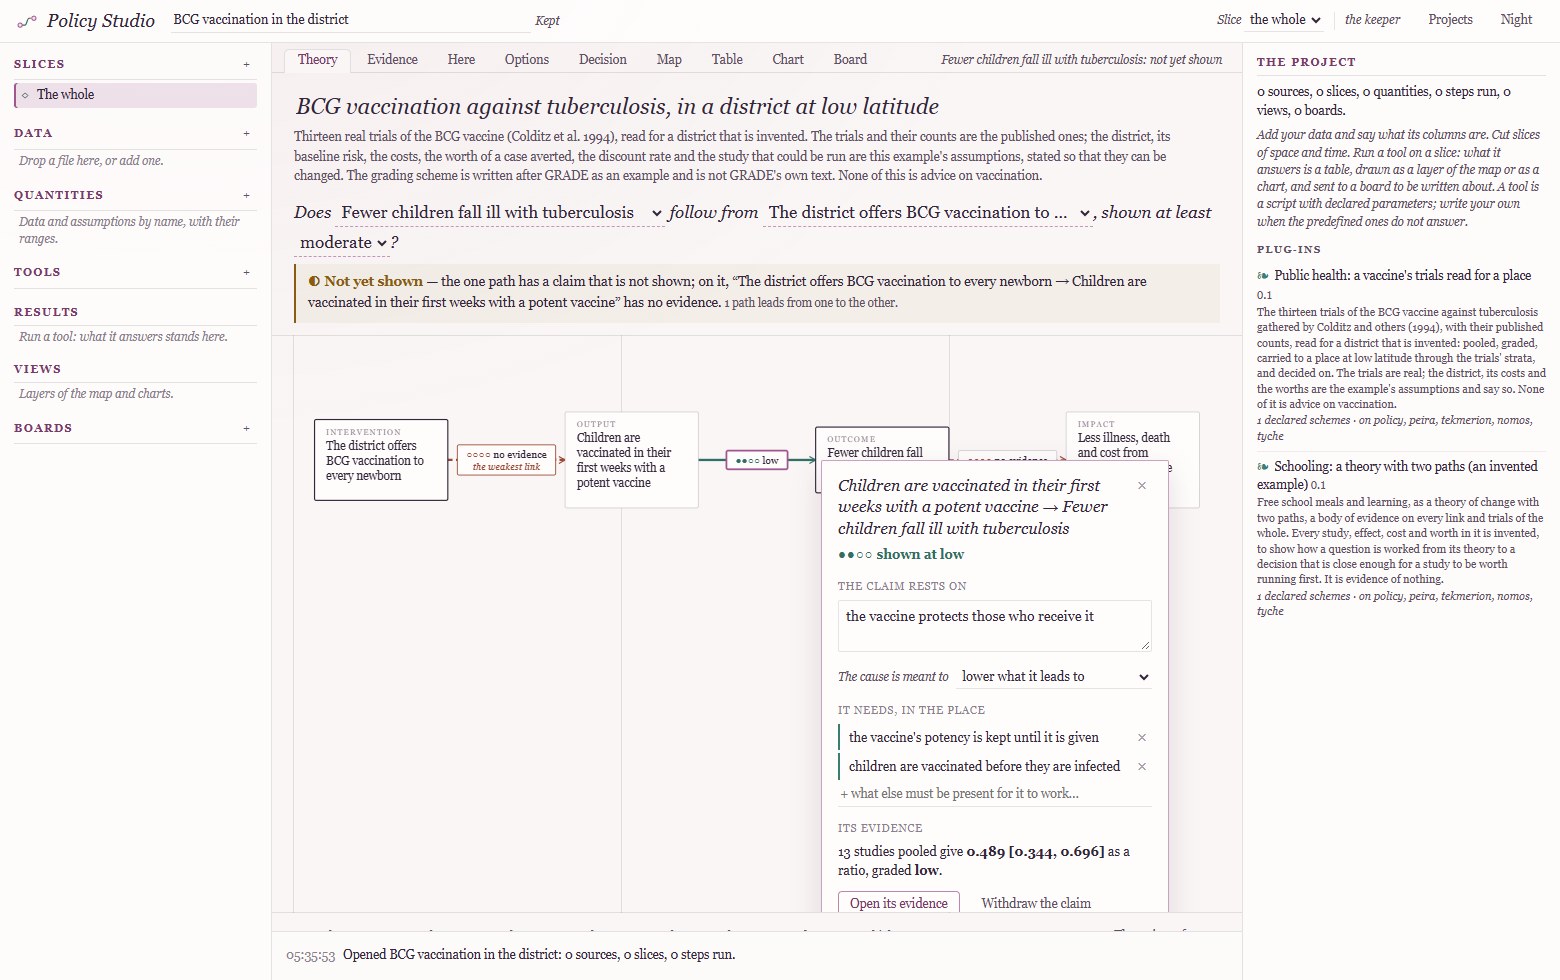 Policy Studio
BCG vaccination in the district
Kept
Slice the whole
the keeper
Projects
Night
SLICES +
The whole
DATA +
Drop a file here, or add one.
QUANTITIES +
Data and assumptions by name, with their
ranges.
TOOLS +
RESULTS
Run a tool: what it answers stands here.
VIEWS
Layers of the map and charts.
BOARDS +
Theory Evidence Here Options Decision Map Table Chart Board
Fewer children fall ill with tuberculosis: not yet shown
BCG vaccination against tuberculosis, in a district at low latitude
Thirteen real trials of the BCG vaccine (Colditz et al. 1994), read for a district that is invented. The trials and their counts are the published ones; the district, its
baseline risk, the costs, the worth of a case averted, the discount rate and the study that could be run are this example's assumptions, stated so that they can be
changed. The grading scheme is written after GRADE as an example and is not GRADE's own text. None of this is advice on vaccination.
Does Fewer children fall ill with tuberculosis follow from The district offers BCG vaccination to ... , shown at least
moderate ?
◐ Not yet shown — the one path has a claim that is not shown; on it, “The district offers BCG vaccination to every newborn → Children are
vaccinated in their first weeks with a potent vaccine” has no evidence. 1 path leads from one to the other.
INTERVENTION
The district offers
BCG vaccination to
every newborn
○○○○ no evidence
the weakest link
OUTPUT
Children are
vaccinated in their
first weeks with a
potent vaccine
●●○○ low
OUTCOME
Fewer children fall
IMPACT
Less illness, death
and cost from
Children are vaccinated in their first ×
weeks with a potent vaccine → Fewer
children fall ill with tuberculosis
●●○○ shown at low
THE CLAIM RESTS ON
the vaccine protects those who receive it
The cause is meant to lower what it leads to
IT NEEDS, IN THE PLACE
the vaccine's potency is kept until it is given ×
children are vaccinated before they are infected ×
+ what else must be present for it to work...
ITS EVIDENCE
13 studies pooled give 0.489 [0.344, 0.696] as a
ratio, graded low.
Open its evidence Withdraw the claim
05:35:53 Opened BCG vaccination in the district: 0 sources, 0 slices, 0 steps run.
THE PROJECT
0 sources, 0 slices, 0 quantities, 0 steps run, 0
views, 0 boards.
Add your data and say what its columns are. Cut slices
of space and time. Run a tool on a slice: what it
answers is a table, drawn as a layer of the map or as a
chart, and sent to a board to be written about. A tool is
a script with declared parameters; write your own
when the predefined ones do not answer.
PLUG-INS
Public health: a vaccine's trials read for a place
0.1
The thirteen trials of the BCG vaccine against tuberculosis
gathered by Colditz and others (1994), with their published
counts, read for a district that is invented: pooled, graded,
carried to a place at low latitude through the trials' strata,
and decided on. The trials are real; the district, its costs and
the worths are the example's assumptions and say so. None
of it is advice on vaccination.
1 declared schemes · on policy, peira, tekmerion, nomos,
tyche
Schooling: a theory with two paths (an invented
example) 0.1
Free school meals and learning, as a theory of change with
two paths, a body of evidence on every link and trials of the
whole. Every study, effect, cost and worth in it is invented,
to show how a question is worked from its theory to a
decision that is close enough for a study to be worth
running first. It is evidence of nothing.
1 declared schemes · on policy, peira, tekmerion, nomos,
tyche